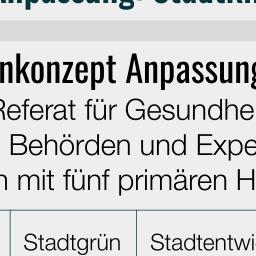 nkonzept Anpassung
Referat für Gesundhe
Behörden und Expe
n mit fünf primären H
Stadtgrün Stadtentwi